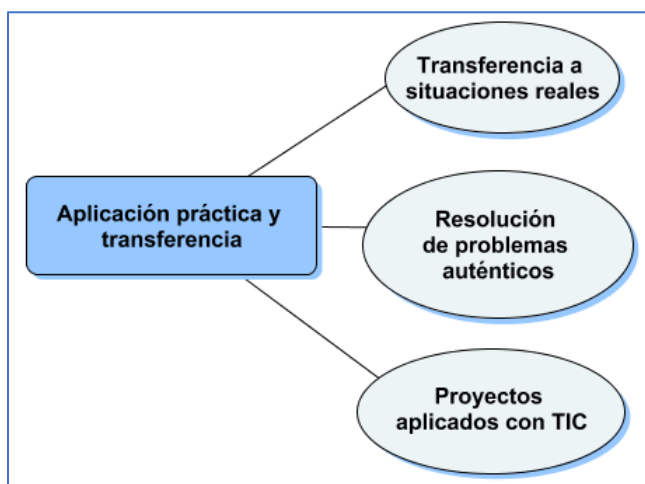 Transferencia a
situaciones reales
Aplicación práctica y
transferencia
Resolución
de problemas
auténticos
Proyectos
aplicados con TIC